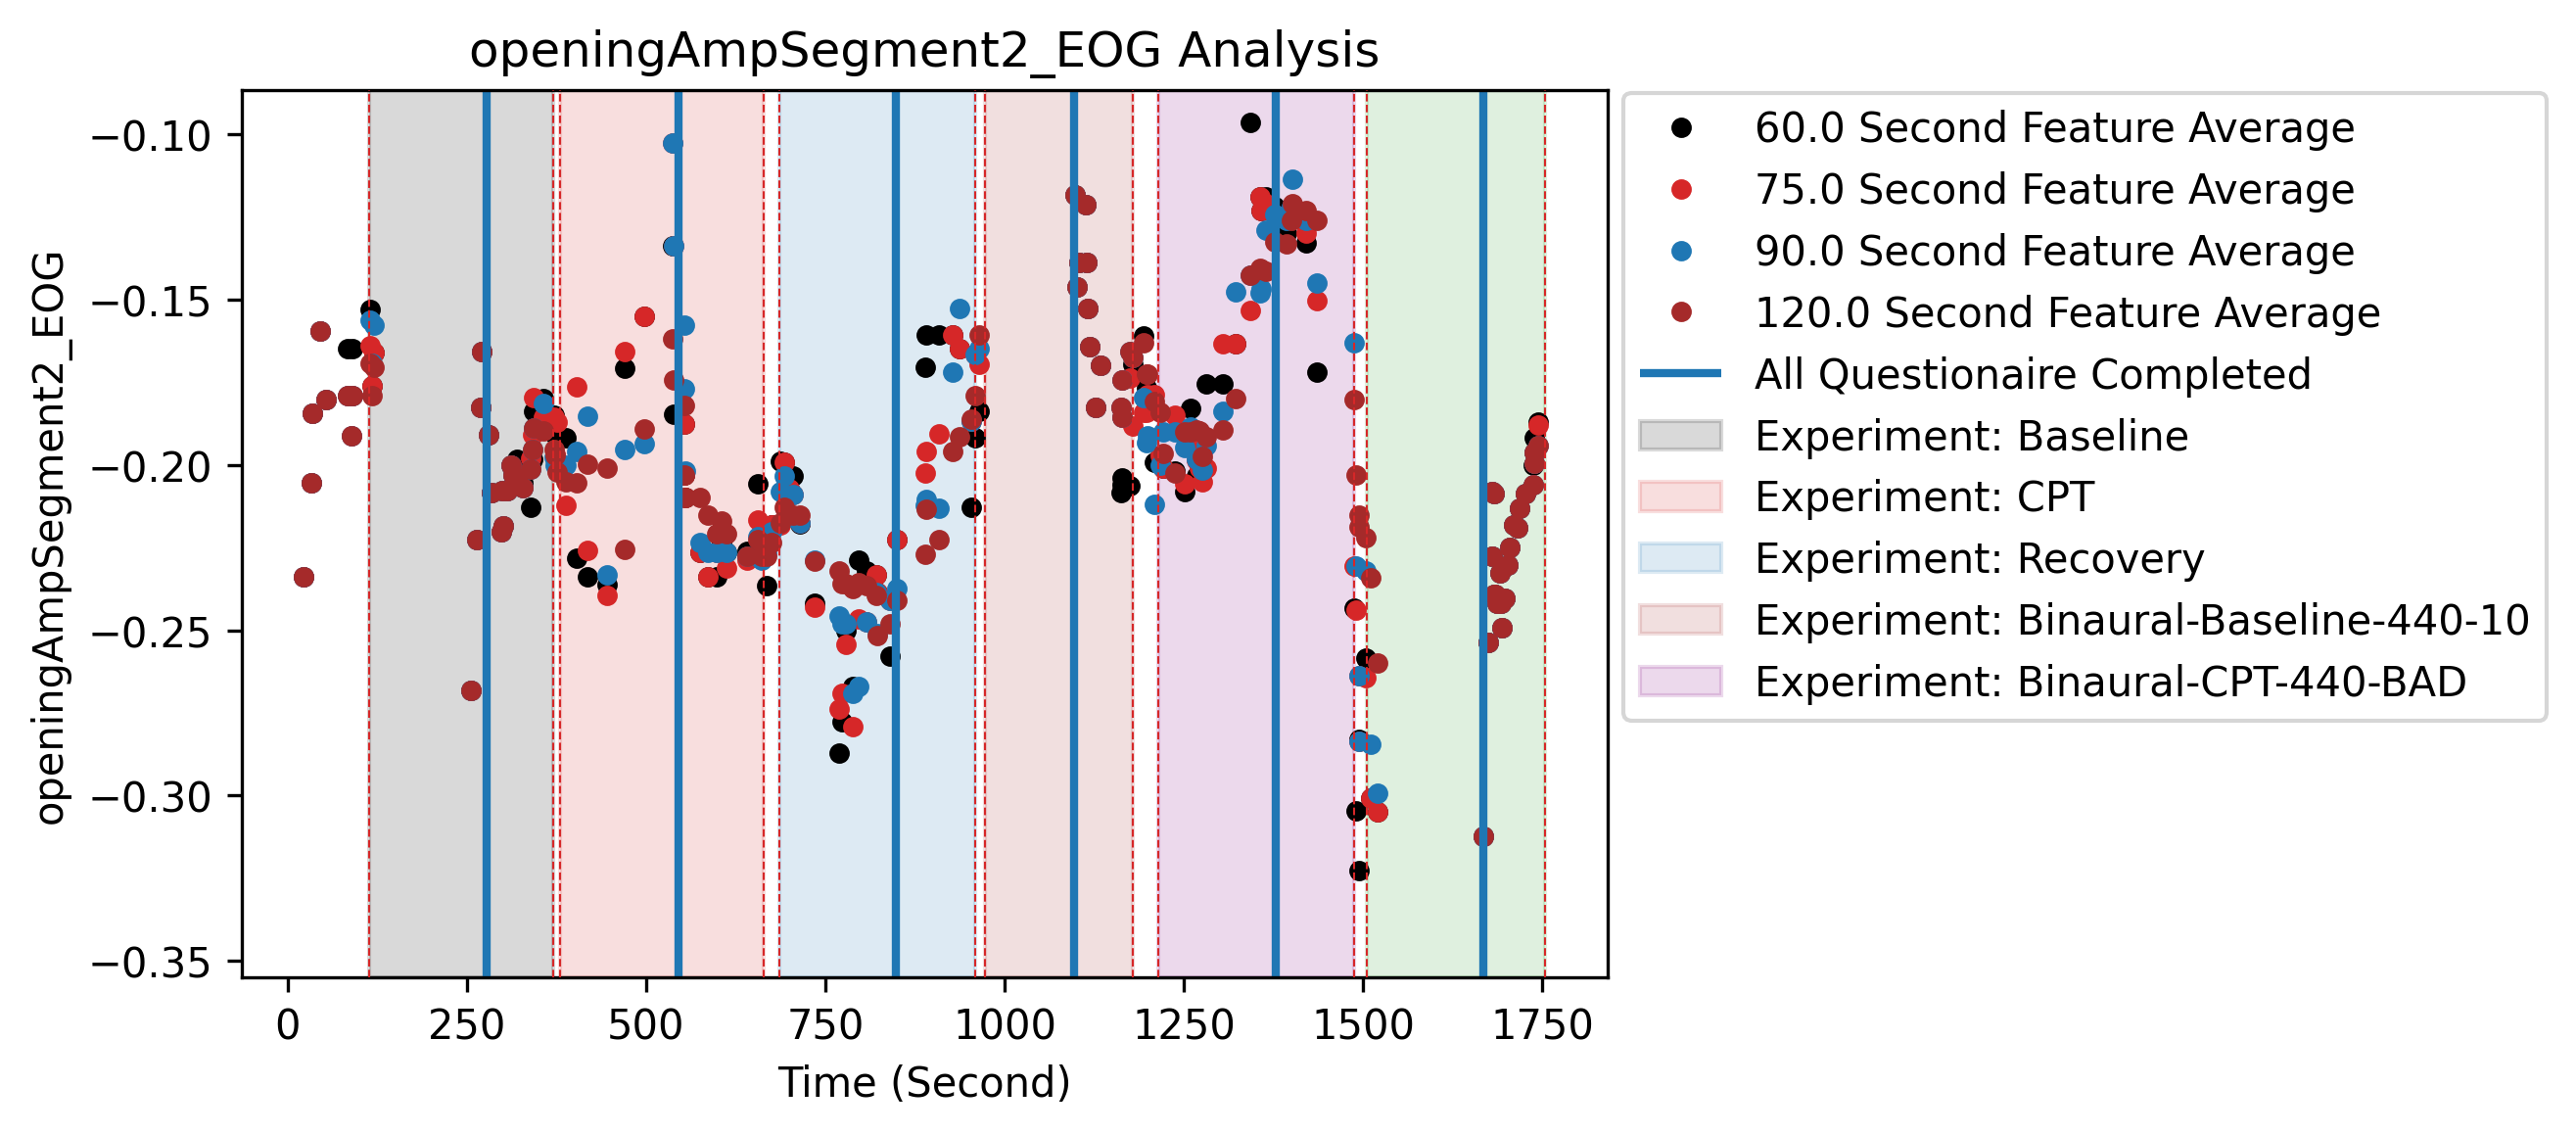 openingAmpSegment2_EOG Analysis
openingAmpSegment2_EOG
−0.10
−0.15
−0.20
−0.25
−0.30
−0.35
0 250 500 750 1000 1250 1500 1750
Time (Second)
60.0 Second Feature Average
75.0 Second Feature Average
90.0 Second Feature Average
120.0 Second Feature Average
All Questionaire Completed
Experiment: Baseline
Experiment: CPT
Experiment: Recovery
Experiment: Binaural-Baseline-440-10
Experiment: Binaural-CPT-440-BAD